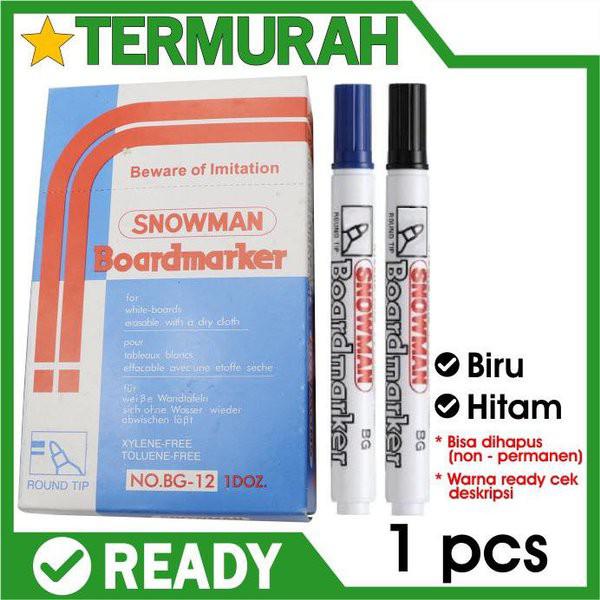 TERMURAH
Beware of Imitation
SNOWMAN
Boardmarker
for
white-boards
erasable with a dry cloth
pour
tableaux blancs
effacable avec une etoffe seche
für
weiße Wandtafeln
sich ohne Wasser wieder
abwischen läßt
XYLENE-FREE
TOLUENE-FREE
ROUND TIP
NO.BG-12 1DOZ.
ROUND TIP
SNOWMAN
Boardmarker
BG
ROUND TIP
SNOWMAN
Boardmarker
BG
Biru
Hitam
* Bisa dihapus
(non - permanen)
* Warna ready cek
deskripsi
READY
1 pcs